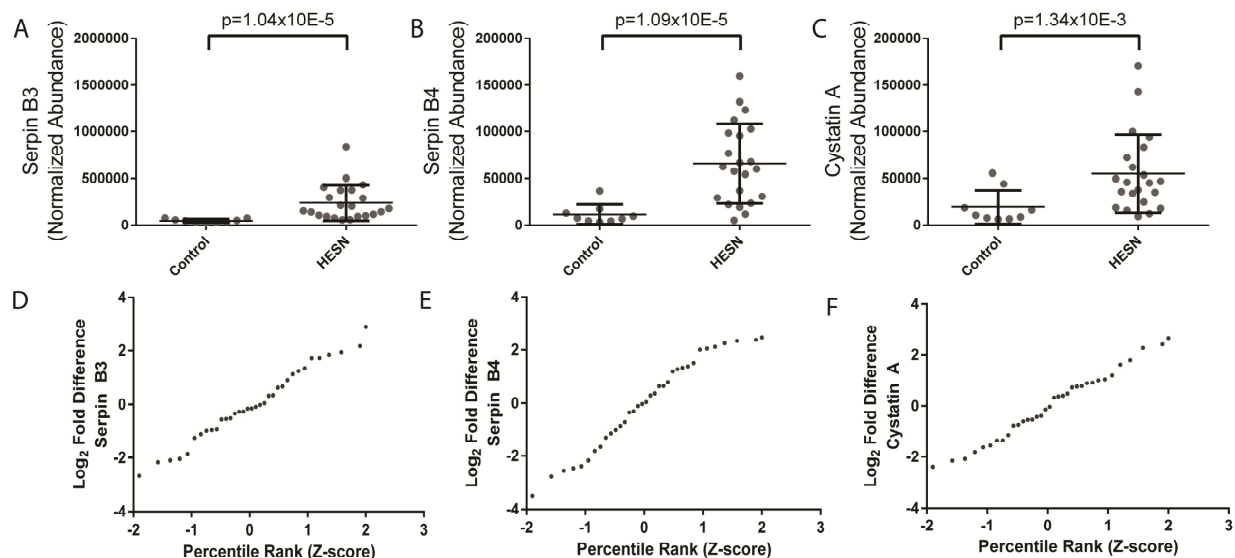 A
p=1.04x10E-5
Serpin B3
(Normalized Abundance)
2000000
1500000
1000000
500000
0
Control
HESN
B
p=1.09x10E-5
Serpin B4
(Normalized Abundance)
200000
150000
100000
50000
0
Control
HESN
C
p=1.34x10E-3
Cystatin A
(Normalized Abundance)
200000
150000
100000
50000
0
Control
HESN
D
Log2 Fold Difference
Serpin B3
4
2
0
-2
-4
-2
-1
0
1
2
3
Percentile Rank (Z-score)
E
Log2 Fold Difference
Serpin B4
4
2
0
-2
-4
-2
-1
0
1
2
3
Percentile Rank (Z-score)
F
Log2 Fold Difference
Cystatin A
4
2
0
-2
-4
-2
-1
0
1
2
3
Percentile Rank (Z-score)